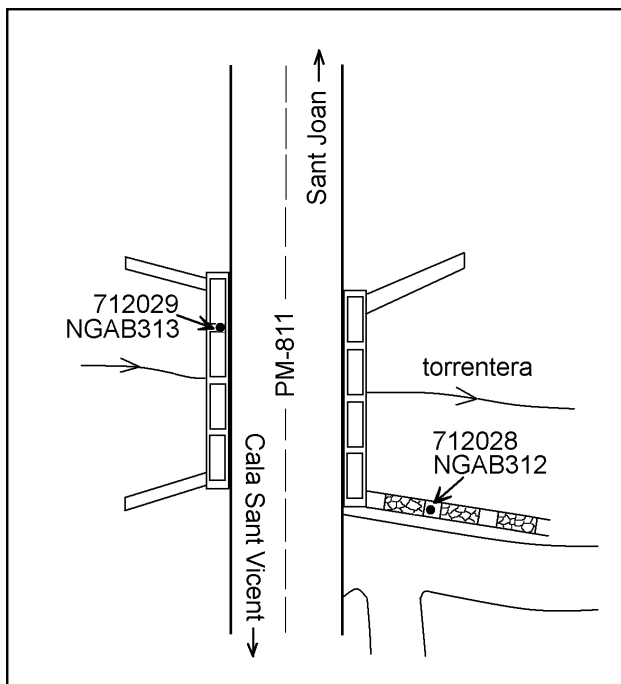 Sant Joan
712029
NGAB313
PM-811
torrentera
712028
NGAB312
Cala Sant Vicent